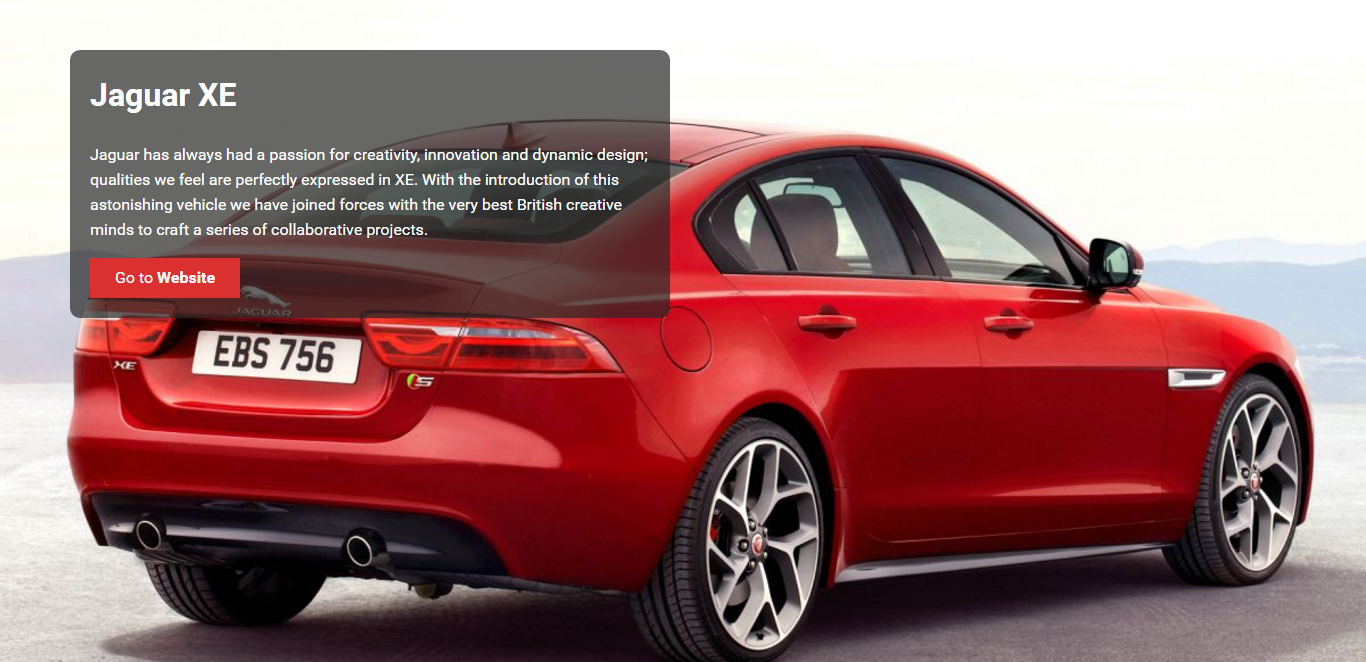 Jaguar XE
Jaguar has always had a passion for creativity, innovation and dynamic design;
qualities we feel are perfectly expressed in XE. With the introduction of this
astonishing vehicle we have joined forces with the very best British creative
minds to craft a series of collaborative projects.
Go to Website
JAGUAR
EBS 756
XE
S